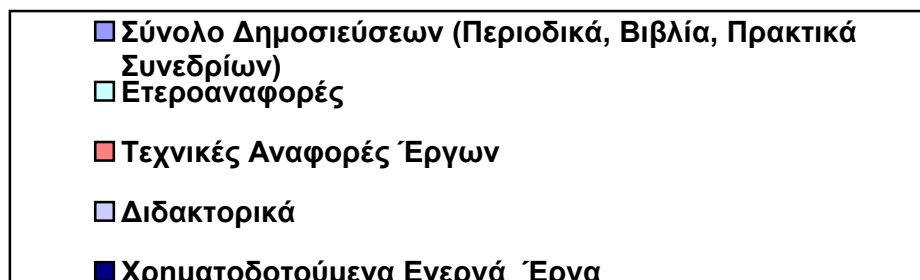 Σύνολο Δημοσιεύσεων (Περιοδικά, Βιβλία, Πρακτικά
Συνεδρίων)
Ετεροαναφορές
Τεχνικές Αναφορές Έργων
Διδακτορικά
Χρηματοδοτούμενα Ενεργά Έργα